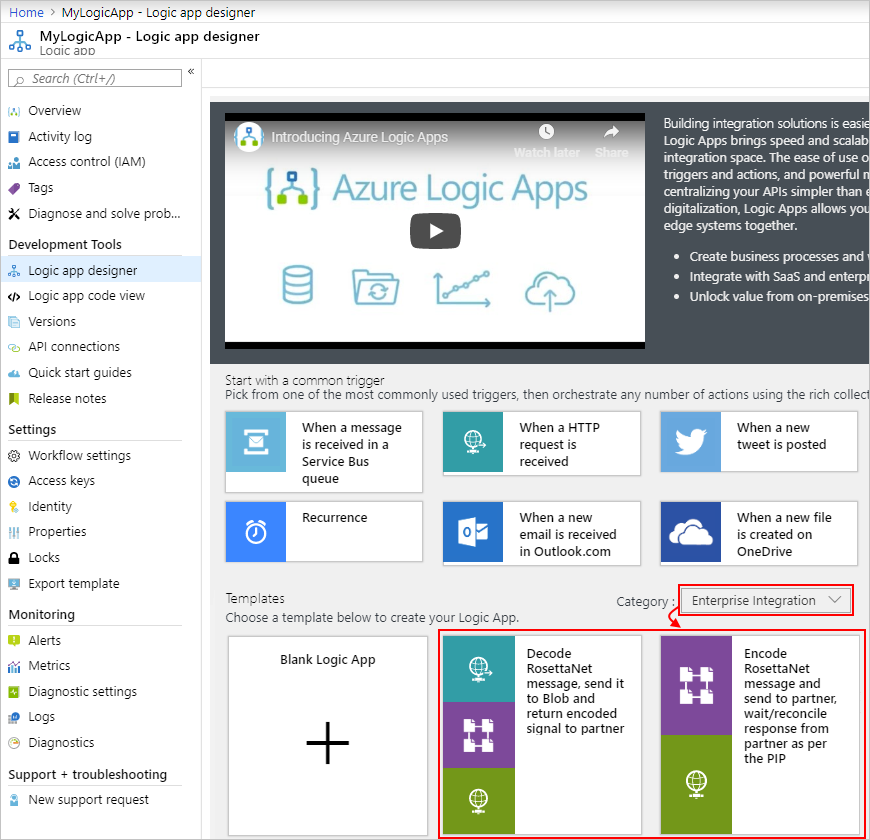 Home > MyLogicApp - Logic app designer
MyLogicApp - Logic app designer
Logic app
Search (Ctrl+/)
«
Overview
Activity log
Access control (IAM)
Tags
Diagnose and solve prob...
Development Tools
Logic app designer
Logic app code view
Versions
API connections
Quick start guides
Release notes
Settings
Workflow settings
Access keys
Identity
Properties
Locks
Export template
Monitoring
Alerts
Metrics
Diagnostic settings
Logs
Diagnostics
Support + troubleshooting
New support request
Introducing Azure Logic Apps
Watch later
Share
Azure Logic Apps
Building integration solutions is easie
Logic Apps brings speed and scalab
integration space. The ease of use o
triggers and actions, and powerful m
centralizing your APIs simpler than e
digitalization, Logic Apps allows you
edge systems together.
• Create business processes and
• Integrate with SaaS and enterp
• Unlock value from on-premises
Start with a common trigger
Pick from one of the most commonly used triggers, then orchestrate any number of actions using the rich collect
When a message
is received in a
Service Bus
queue
When a HTTP
request is
received
When a new
tweet is posted
Recurrence
When a new
email is received
in Outlook.com
When a new file
is created on
OneDrive
Templates
Choose a template below to create your Logic App.
Category : Enterprise Integration
Blank Logic App
Decode
RosettaNet
message, send it
to Blob and
return encoded
signal to partner
Encode
RosettaNet
message and
send to partner,
wait/reconcile
response from
partner as per
the PIP